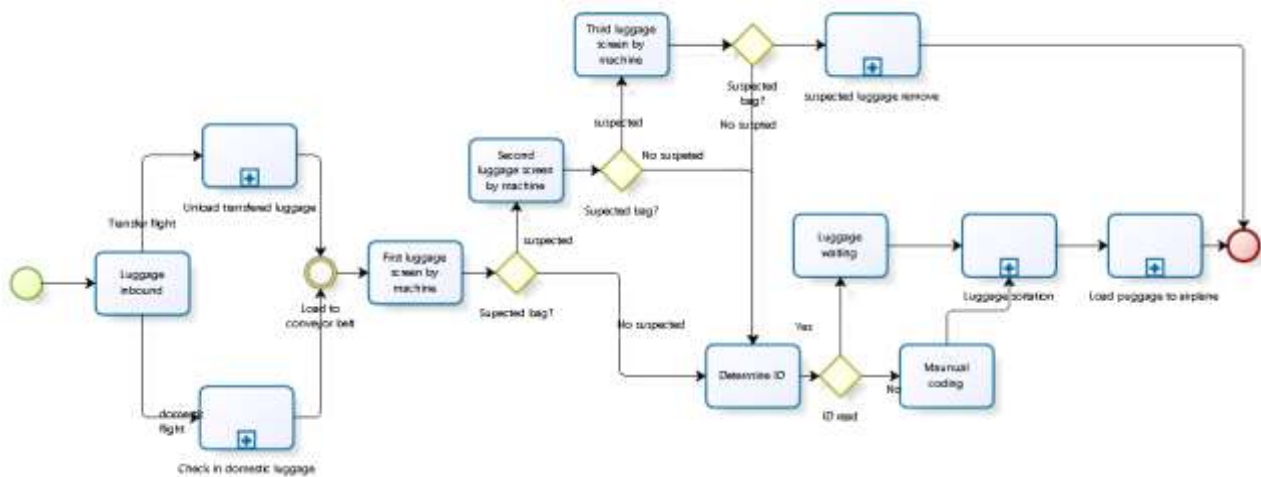 Third luggage
screen by
machine
Suspected
bag?
suspected luggage remove
No suspted
suspected
Second
luggage screen
by machine
No suspeted
Supected bag?
Unload transfered luggage
Transfer flight
suspected
Luggage
inbound
First luggage
screen by
machine
Load to
conveyor belt
Supected bag?
No suspected
Luggage
waiting
Luggage sortation
Load puggage to airplane
Yes
Determine ID
Maunual
coding
No
ID read
domestic
flight
Check in domestic luggage